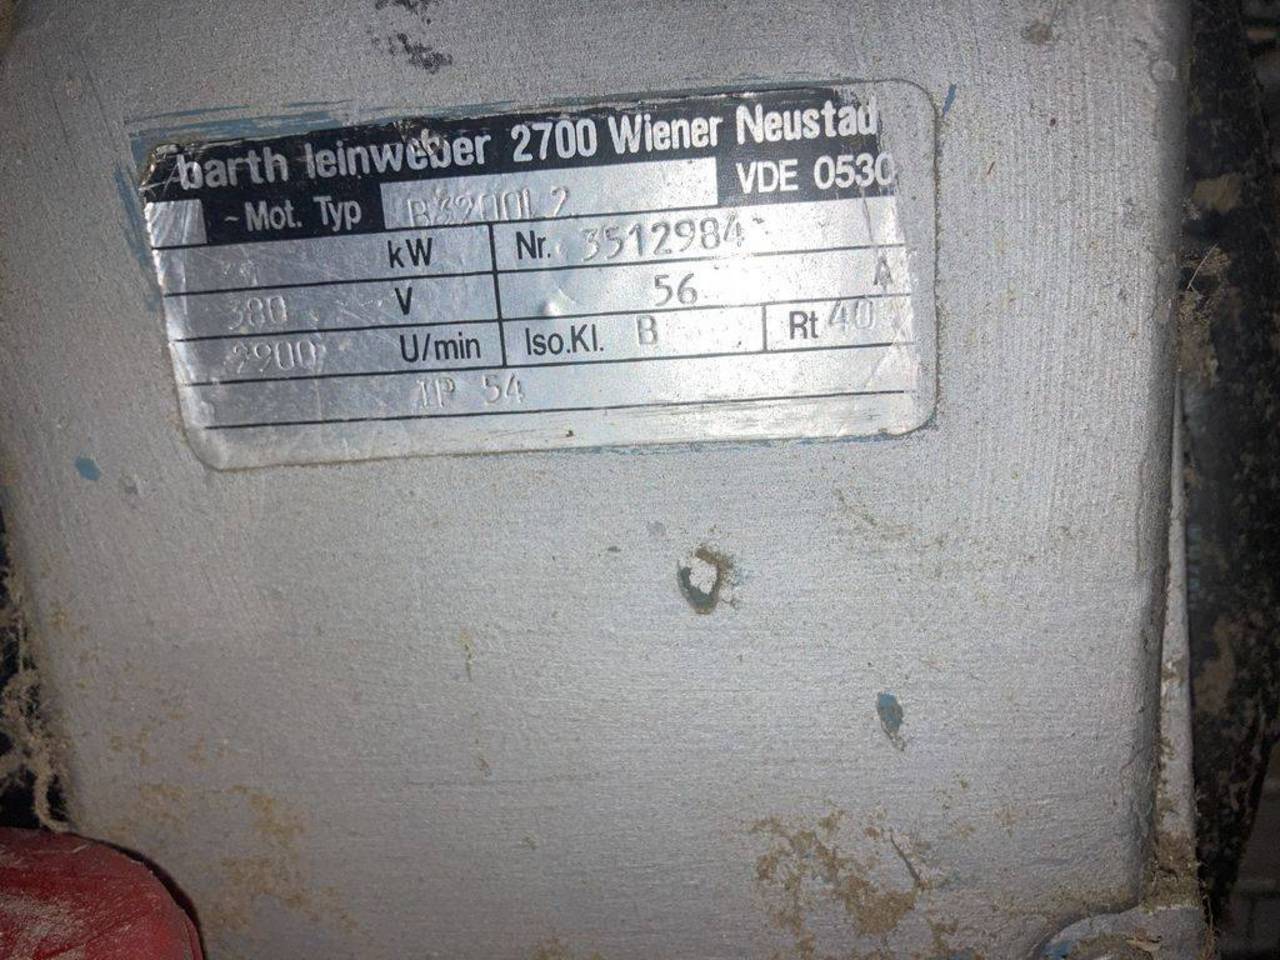 barth leinweber 2700 Wiener Neustad
VDE 0530
~ Mot. Typ B3200L2
kW Nr. 3512984
380 V 56 A
2900 U/min Iso.Kl. B Rt 40
IP 54